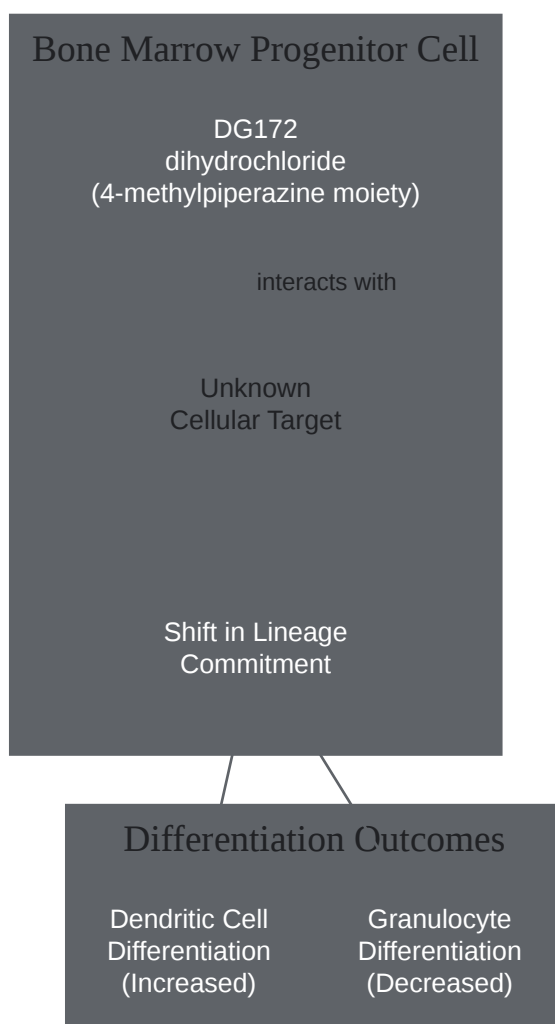 Bone Marrow Progenitor Cell
DG172
dihydrochloride
(4-methylpiperazine moiety)
interacts with
Unknown
Cellular Target
Shift in Lineage
Commitment
Differentiation Outcomes
Dendritic Cell
Differentiation
(Increased)
Granulocyte
Differentiation
(Decreased)